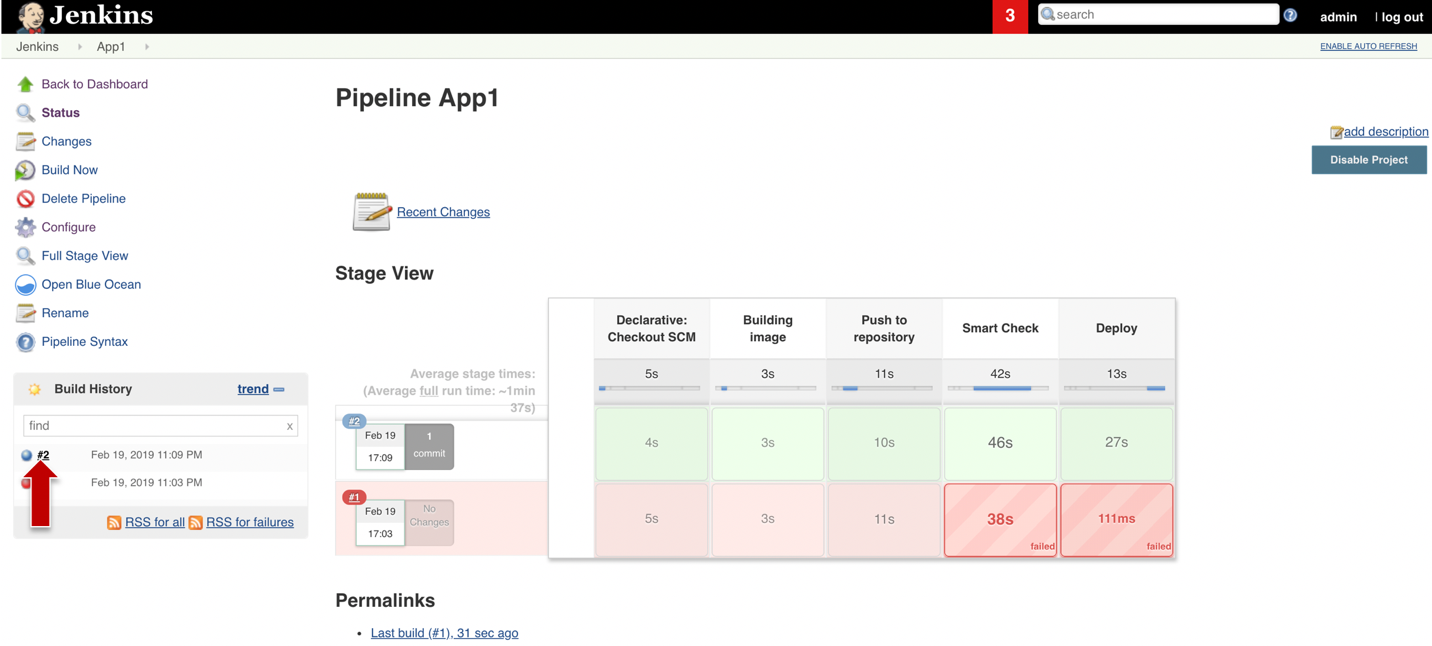 Jenkins
3
search
admin
| log out
Jenkins
App1
ENABLE AUTO REFRESH
Back to Dashboard
Status
Changes
Build Now
Delete Pipeline
Configure
Full Stage View
Open Blue Ocean
Rename
Pipeline Syntax
Build History
trend
find
x
#2
Feb 19, 2019 11:09 PM
Feb 19, 2019 11:03 PM
RSS for all
RSS for failures
Pipeline App1
add description
Disable Project
Recent Changes
Stage View
Declarative:
Checkout SCM
Building
image
Push to
repository
Smart Check
Deploy
Average stage times:
(Average full run time: ~1min
37s)
5s
3s
11s
42s
13s
#2
Feb 19
17:09
1
commit
4s
3s
10s
46s
27s
#1
Feb 19
17:03
No
Changes
5s
3s
11s
38s
failed
111ms
failed
Permalinks
• Last build (#1), 31 sec ago